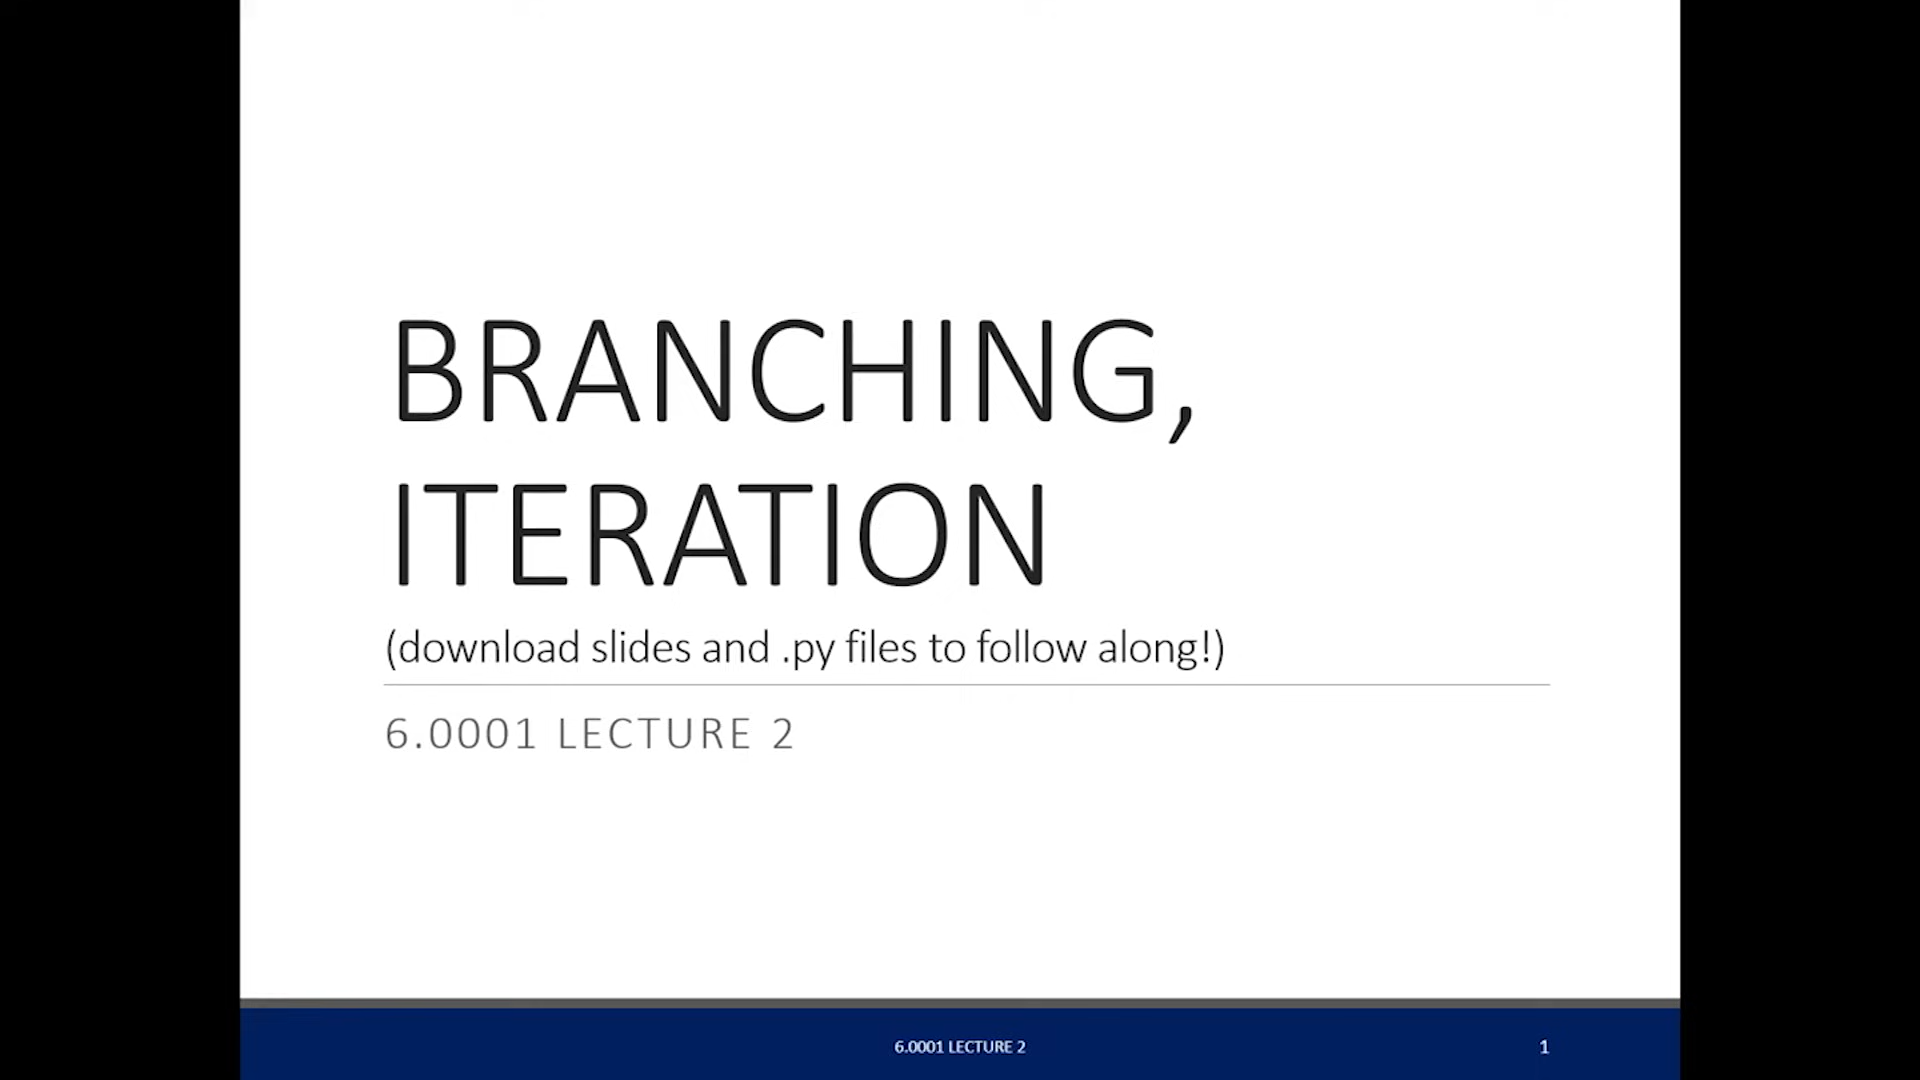 BRANCHING,
ITERATION
(download slides and .py files to follow along!)
6.0001 LECTURE 2
6.0001 LECTURE 2
1